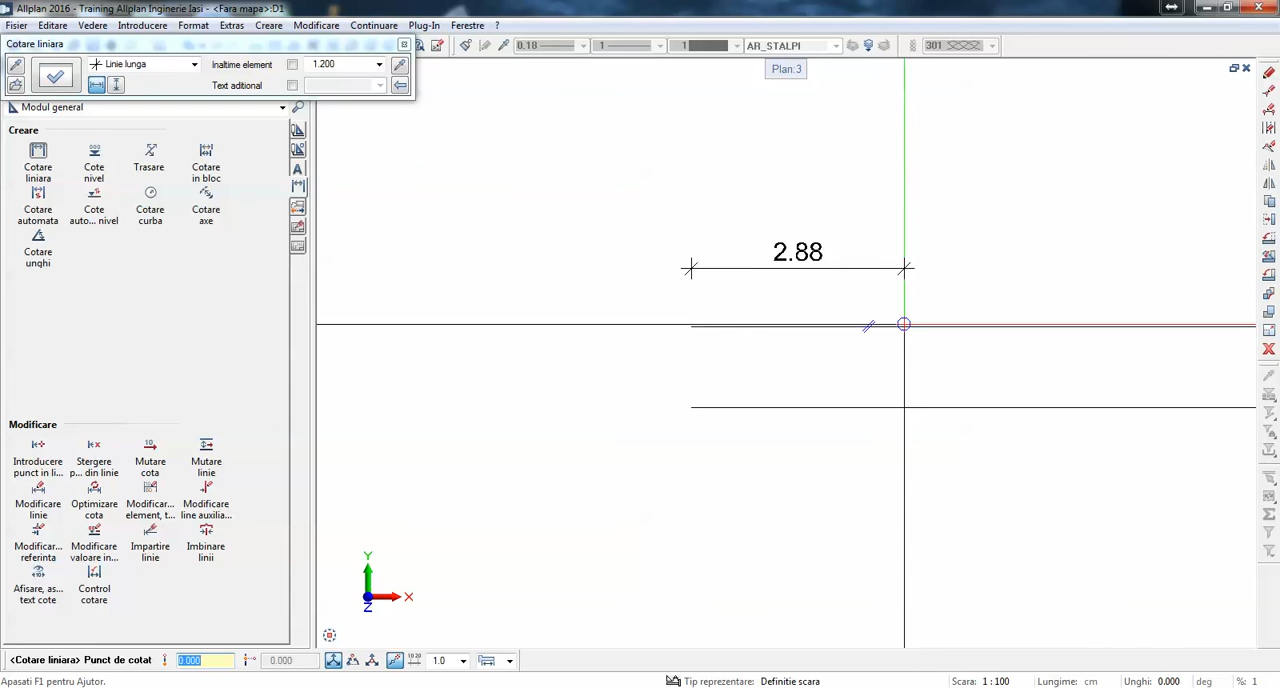 Allplan 2016 - Training Allplan Inginerie Iasi - <Fara mapa>:D1
Fisier Editare Vedere Introducere Format Extras Creare Modificare Continuare Plug-In Ferestre ?
Cotare liniara
0.18 1 1 AR_STALPI 301
Linie lunga Inaltime element 1.200
Text aditional
Plan:3
Modul general
Creare
Cotare liniara
Cote nivel
Trasare
Cotare in bloc
Cotare automata
Cote auto... nivel
Cotare curba
Cotare axe
Cotare unghi
2.88
Modificare
Introducere punct in li...
Stergere p... din linie
Mutare cota
Mutare linie
Modificare linie
Optimizare cota
Modificar... element, t...
Modificare line auxilia...
Modificar... referinta
Modificare valoare in...
Impartire linie
Imbinare linii
Afisare, as... text cote
Control cotare
Y
X
Z
<Cotare liniara> Punct de cotat 0.000 0.000 1.0
Apasati F1 pentru Ajutor. Tip reprezentare: Definitie scara Scara: 1 : 100 Lungime: cm Unghi: 0.000 deg %: 1